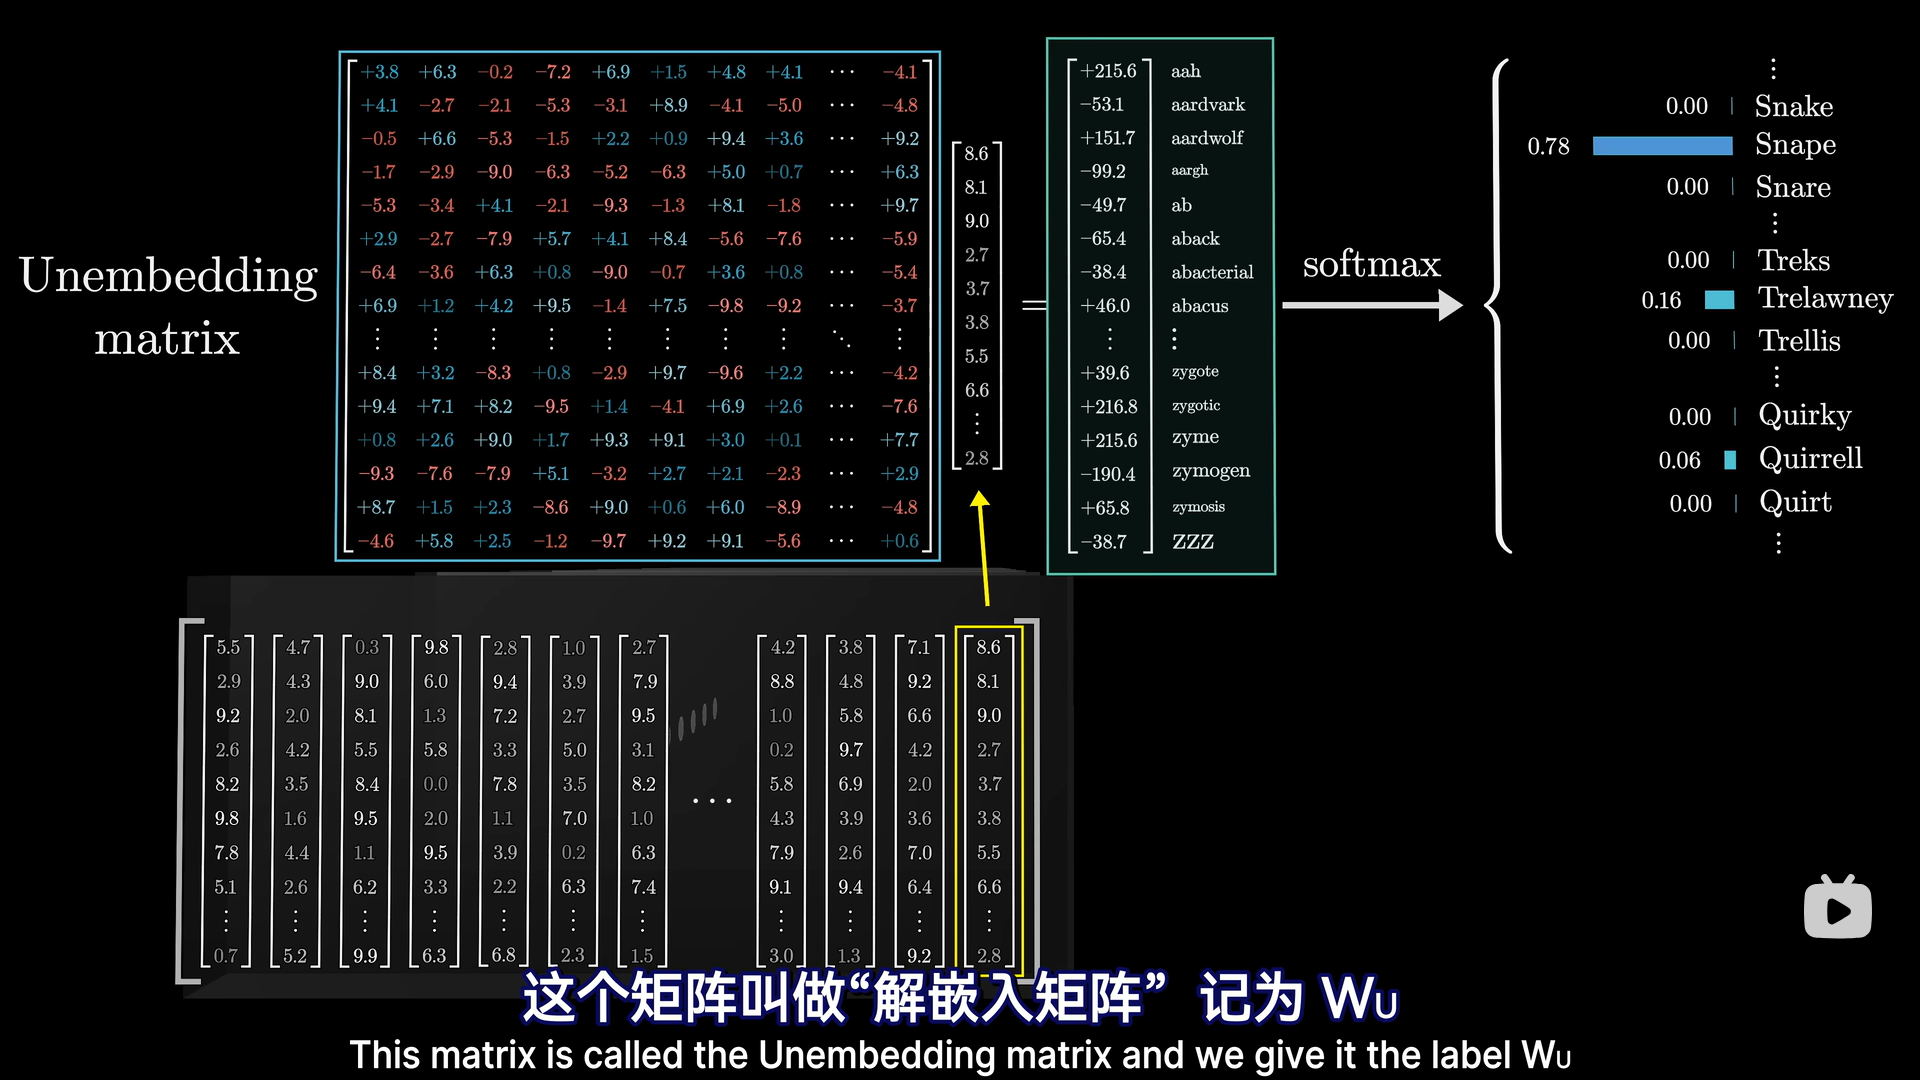 Unembedding
matrix
+3.8 +6.3 −0.2 −7.2 +6.9 +1.5 +4.8 +4.1 ⋯ −4.1
+4.1 −2.7 −2.1 −5.3 −3.1 +8.9 −4.1 −5.0 ⋯ −4.8
−0.5 +6.6 −5.3 −1.5 +2.2 +0.9 +9.4 +3.6 ⋯ +9.2
−1.7 −2.9 −9.0 −6.3 −5.2 −6.3 +5.0 +0.7 ⋯ +6.3
−5.3 −3.4 +4.1 −2.1 −9.3 −1.3 +8.1 −1.8 ⋯ +9.7
+2.9 −2.7 −7.9 +5.7 +4.1 +8.4 −5.6 −7.6 ⋯ −5.9
−6.4 −3.6 +6.3 +0.8 −9.0 −0.7 +3.6 +0.8 ⋯ −5.4
+6.9 +1.2 +4.2 +9.5 −1.4 +7.5 −9.8 −9.2 ⋯ −3.7
⋮ ⋮ ⋮ ⋮ ⋮ ⋮ ⋮ ⋮ ⋱ ⋮
+8.4 +3.2 −8.3 +0.8 −2.9 +9.7 −9.6 +2.2 ⋯ −4.2
+9.4 +7.1 +8.2 −9.5 +1.4 −4.1 +6.9 +2.6 ⋯ −7.6
+0.8 +2.6 +9.0 +1.7 +9.3 +9.1 +3.0 +0.1 ⋯ +7.7
−9.3 −7.6 −7.9 +5.1 −3.2 +2.7 +2.1 −2.3 ⋯ +2.9
+8.7 +1.5 +2.3 −8.6 +9.0 +0.6 +6.0 −8.9 ⋯ −4.8
−4.6 +5.8 +2.5 −1.2 −9.7 +9.2 +9.1 −5.6 ⋯ +0.6
8.6
8.1
9.0
2.7
3.7
3.8
5.5
6.6
⋮
2.8
=
+215.6 aah
−53.1 aardvark
+151.7 aardwolf
−99.2 aargh
−49.7 ab
−65.4 aback
−38.4 abacterial
+46.0 abacus
⋮ ⋮
+39.6 zygote
+216.8 zygotic
+215.6 zyme
−190.4 zymogen
+65.8 zymosis
−38.7 zzz
softmax
⋮
0.00 Snake
0.78 Snape
0.00 Snare
⋮
0.00 Treks
0.16 Trelawney
0.00 Trellis
⋮
0.00 Quirky
0.06 Quirrell
0.00 Quirt
⋮
5.5 4.7 0.3 9.8 2.8 1.0 2.7 4.2 3.8 7.1 8.6
2.9 4.3 9.0 6.0 9.4 3.9 7.9 8.8 4.8 9.2 8.1
9.2 2.0 8.1 1.3 7.2 2.7 9.5 1.0 5.8 6.6 9.0
2.6 4.2 5.5 5.8 3.3 5.0 3.1 0.2 9.7 4.2 2.7
8.2 3.5 8.4 0.0 7.8 3.5 8.2 ⋯ 5.8 6.9 2.0 3.7
9.8 1.6 9.5 2.0 1.1 7.0 1.0 4.3 3.9 3.6 3.8
7.8 4.4 1.1 9.5 3.9 0.2 6.3 7.9 2.6 7.0 5.5
5.1 2.6 6.2 3.3 2.2 6.3 7.4 9.1 9.4 6.4 6.6
⋮ ⋮ ⋮ ⋮ ⋮ ⋮ ⋮ ⋮ ⋮ ⋮ ⋮
0.7 5.2 9.9 6.3 6.8 2.3 1.5 3.0 1.3 9.2 2.8
这个矩阵叫做“解嵌入矩阵” 记为 WU
This matrix is called the Unembedding matrix and we give it the label WU